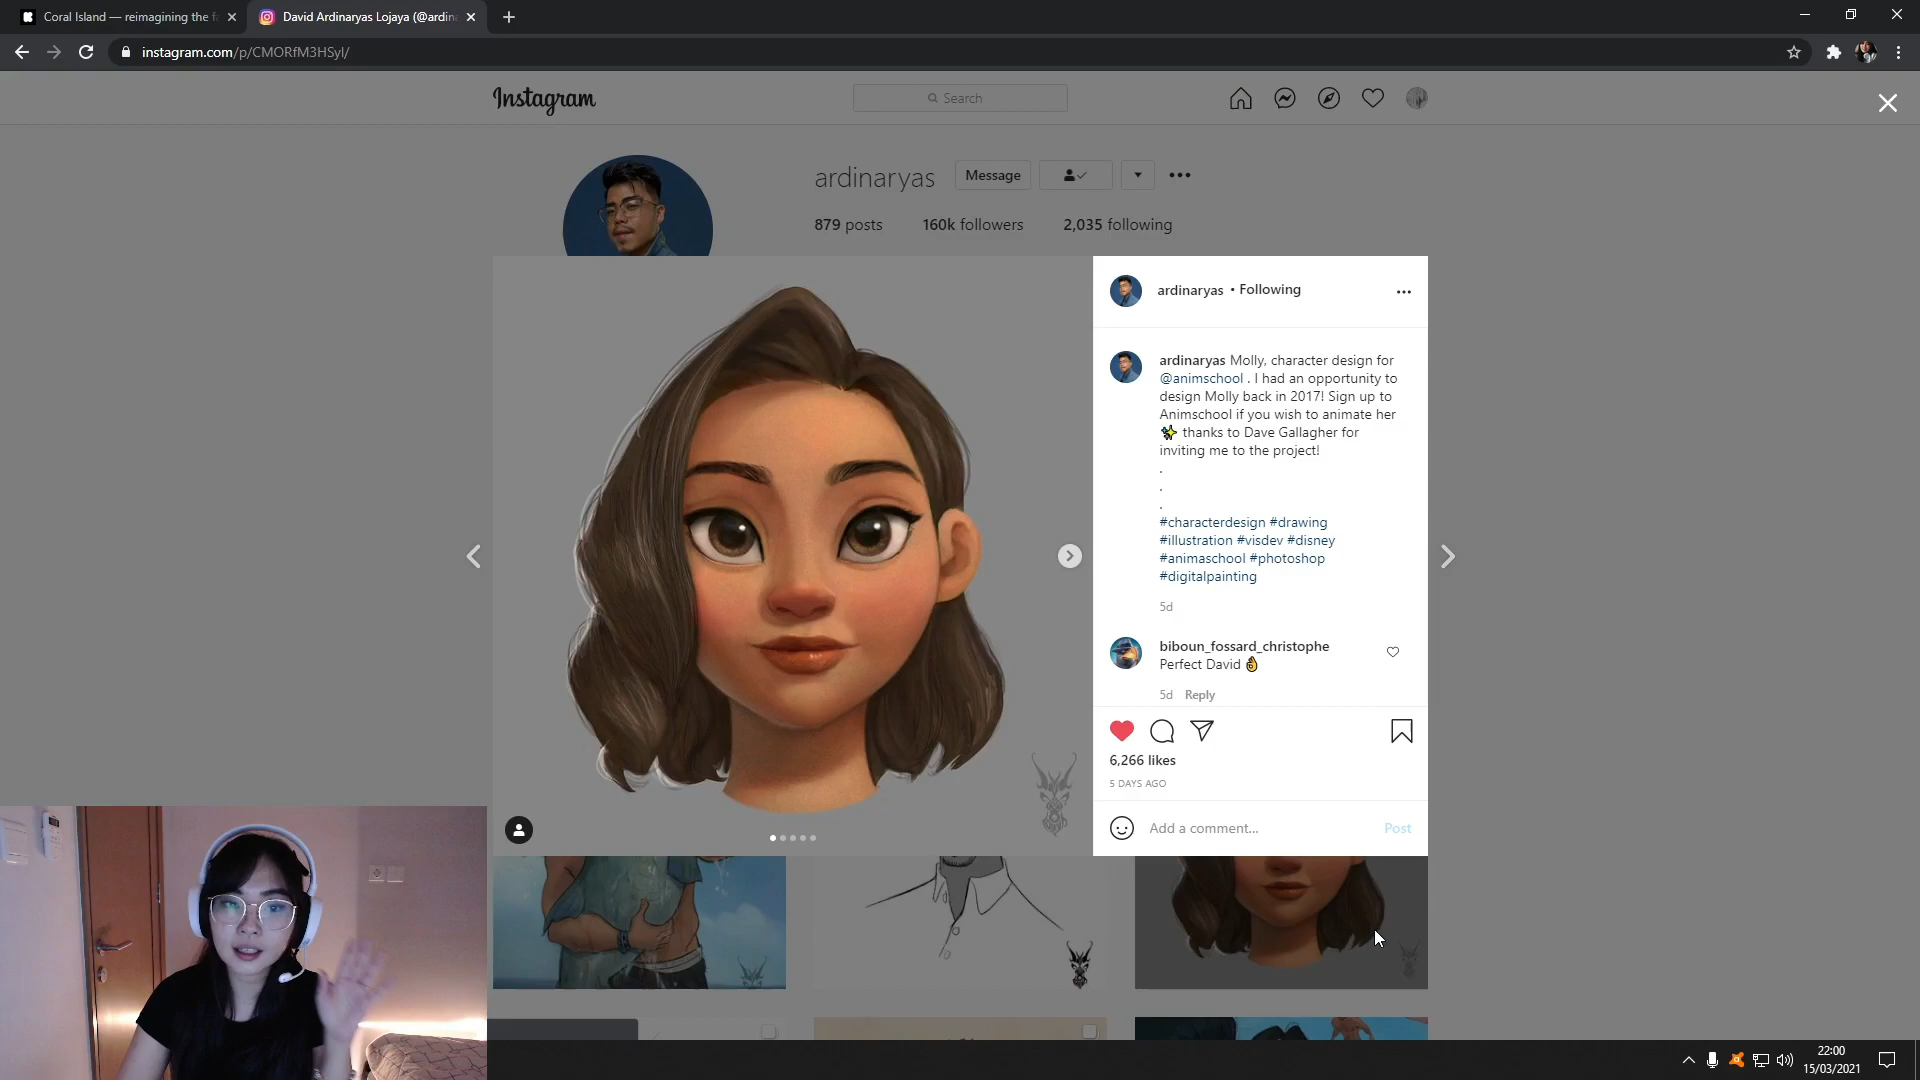 Coral Island — reimagining the fa
David Ardinaryas Lojaya (@ardina
instagram.com/p/CMORfM3HSyl/
Instagram
Search
ardinaryas
Message
879 posts
160k followers
2,035 following
ardinaryas • Following
ardinaryas Molly, character design for
@animschool . I had an opportunity to
design Molly back in 2017! Sign up to
Animschool if you wish to animate her
✨ thanks to Dave Gallagher for
inviting me to the project!
.
.
.
#characterdesign #drawing
#illustration #visdev #disney
#animaschool #photoshop
#digitalpainting
5d
biboun_fossard_christophe
Perfect David 👌
5d Reply
6,266 likes
5 DAYS AGO
Add a comment...
Post
22:00
15/03/2021